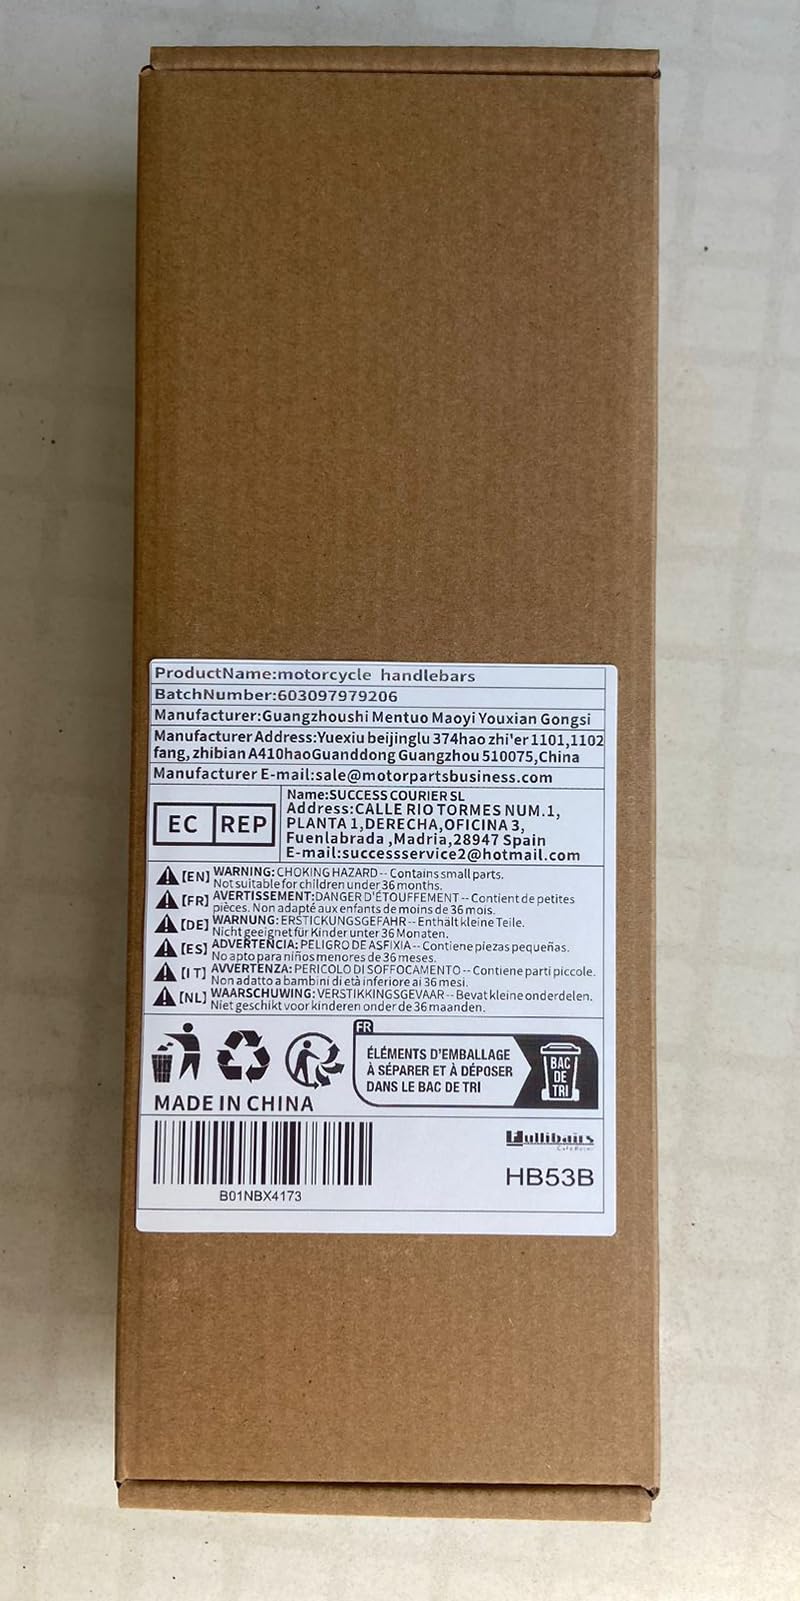 ProductName:motorcycle handlebars
BatchNumber:603097979206
Manufacturer:Guangzhoushi Mentuo Maoyi Youxian Gongsi
Manufacturer Address:Yuexiu beijinglu 374hao zhi'er 1101,1102
fang, zhibian A410haoGuanddong Guangzhou 510075,China
Manufacturer E-mail:sale@motorpartsbusiness.com
EC REP
Name:SUCCESS COURIER SL
Address:CALLE RIO TORMES NUM.1,
PLANTA 1,DERECHA,OFICINA 3,
Fuenlabrada ,Madria,28947 Spain
E-mail:successservice2@hotmail.com
[EN] WARNING: CHOKING HAZARD -- Contains small parts.
Not suitable for children under 36 months.
[FR] AVERTISSEMENT:DANGER D'ÉTOUFFEMENT -- Contient de petites
pièces. Non adapté aux enfants de moins de 36 mois.
[DE] WARNUNG: ERSTICKUNGSGEFAHR -- Enthält kleine Teile.
Nicht geeignet für Kinder unter 36 Monaten.
[ES] ADVERTENCIA: PELIGRO DE ASFIXIA -- Contiene piezas pequeñas.
No apto para niños menores de 36 meses.
[IT] AVVERTENZA: PERICOLO DI SOFFOCAMENTO -- Contiene parti piccole.
Non adatto a bambini di età inferiore ai 36 mesi.
[NL] WAARSCHUWING: VERSTIKKINGSGEVAAR -- Bevat kleine onderdelen.
Niet geschikt voor kinderen onder de 36 maanden.
FR
ÉLÉMENTS D'EMBALLAGE
À SÉPARER ET À DÉPOSER
DANS LE BAC DE TRI
BAC
DE
TRI
MADE IN CHINA
B01NBX4173
HB53B